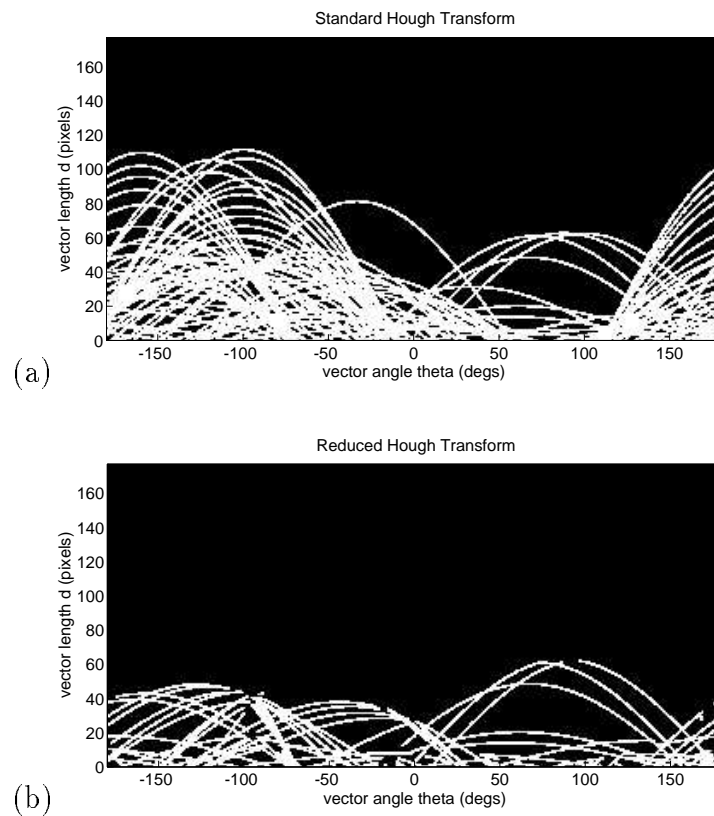 Standard Hough Transform
160
140
120
100
80
60
40
20
0
vector length d (pixels)
-150 -100 -50 0 50 100 150
vector angle theta (degs)
(a)
Reduced Hough Transform
160
140
120
100
80
60
40
20
0
vector length d (pixels)
-150 -100 -50 0 50 100 150
vector angle theta (degs)
(b)